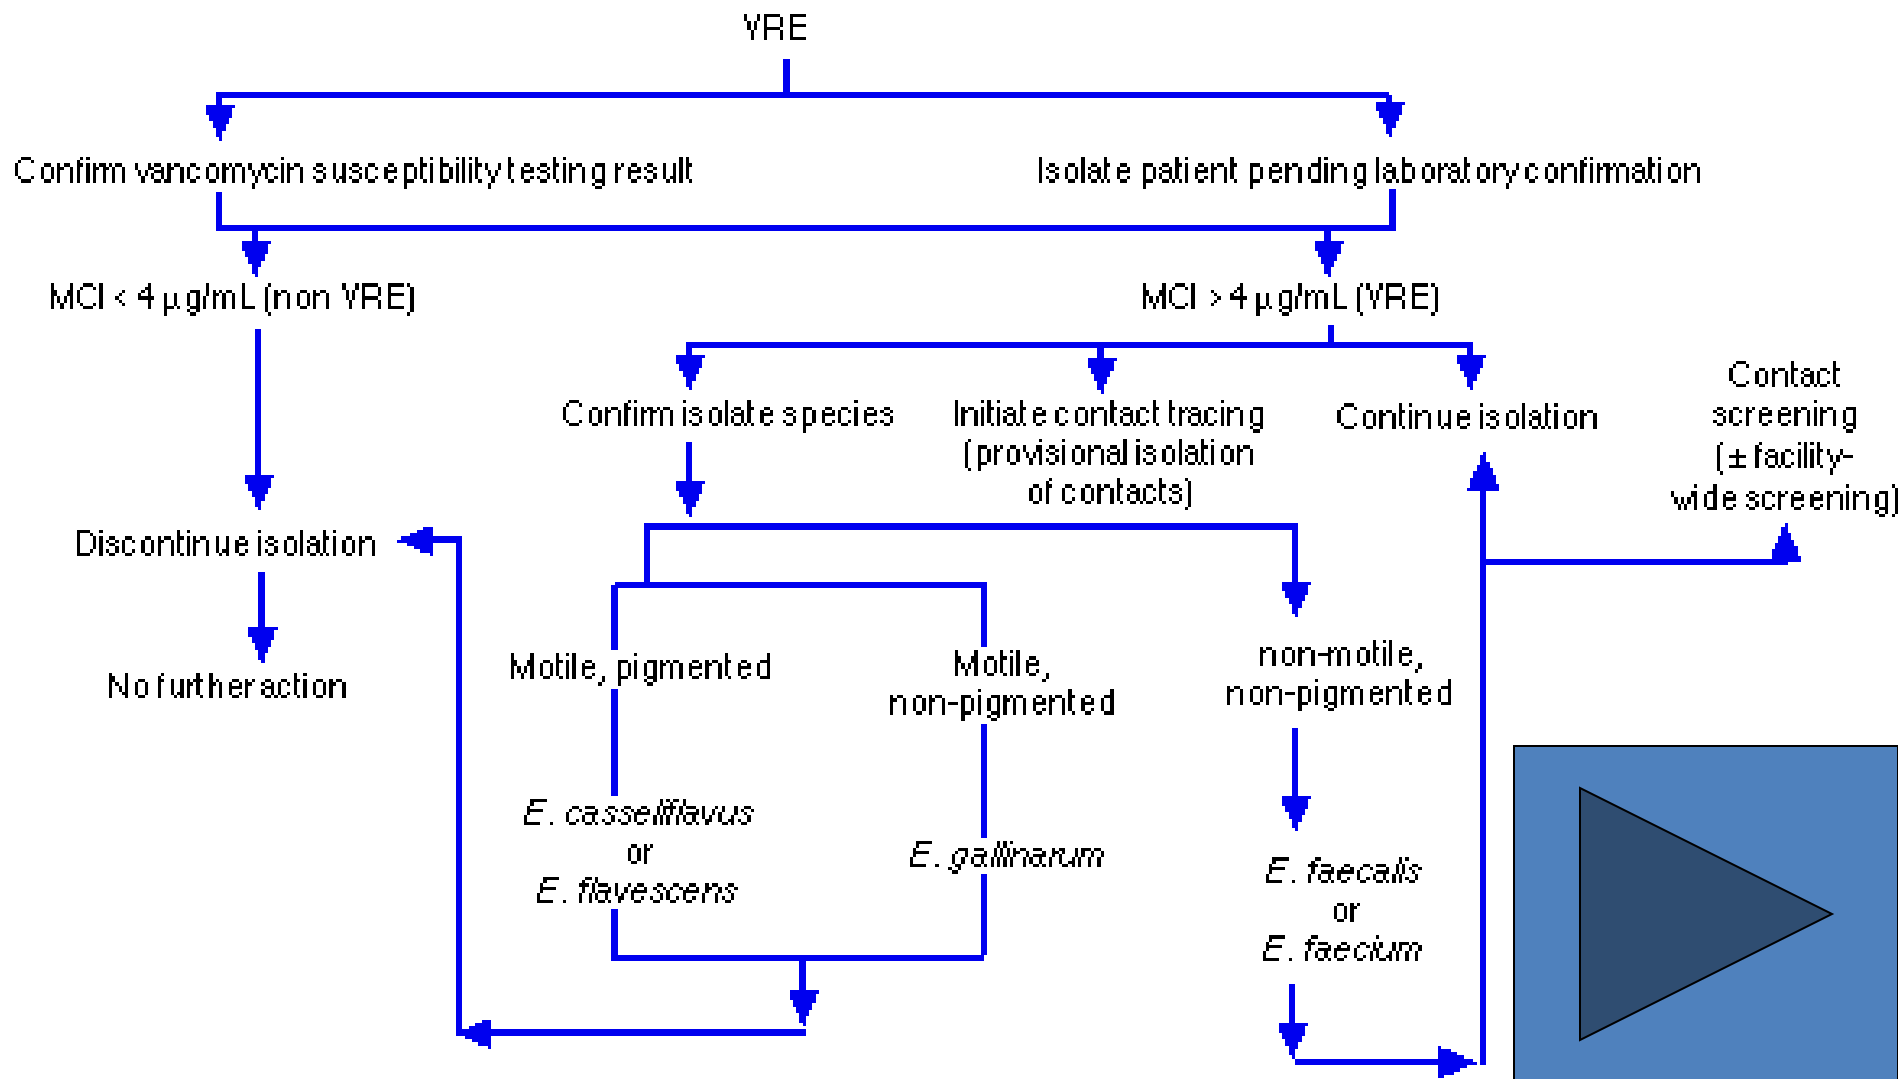 VRE
Confirm vancomycin susceptibility testing result
Isolate patient pending laboratory confirmation
MCI < 4 µg/mL (non VRE)
MCI > 4 µg/mL (VRE)
Confirm isolate species
Initiate contact tracing
(provisional isolation
of contacts)
Continue isolation
Contact
screening
(± facility-
wide screening)
Discontinue isolation
No further action
Motile, pigmented
Motile,
non-pigmented
non-motile,
non-pigmented
E. casseliflavus
or
E. flavescens
E. gallinarum
E. faecalis
or
E. faecium